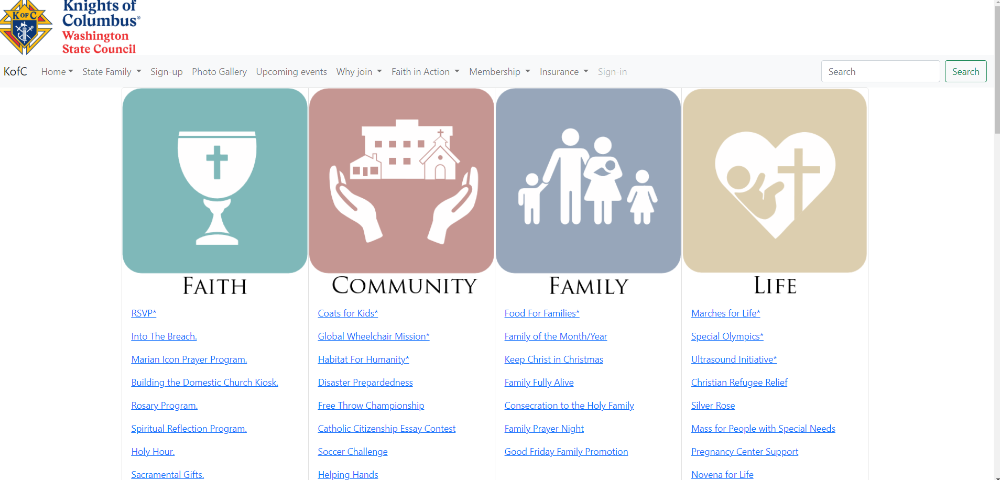 K OF C
Knights of
Columbus®
Washington
State Council
KofC Home State Family Sign-up Photo Gallery Upcoming events Why join Faith in Action Membership Insurance Sign-in Search Search
FAITH
RSVP*
Into The Breach.
Marian Icon Prayer Program.
Building the Domestic Church Kiosk.
Rosary Program.
Spiritual Reflection Program.
Holy Hour.
Sacramental Gifts.
COMMUNITY
Coats for Kids*
Global Wheelchair Mission*
Habitat For Humanity*
Disaster Prepardedness
Free Throw Championship
Catholic Citizenship Essay Contest
Soccer Challenge
Helping Hands
FAMILY
Food For Families*
Family of the Month/Year
Keep Christ in Christmas
Family Fully Alive
Consecration to the Holy Family
Family Prayer Night
Good Friday Family Promotion
LIFE
Marches for Life*
Special Olympics*
Ultrasound Initiative*
Christian Refugee Relief
Silver Rose
Mass for People with Special Needs
Pregnancy Center Support
Novena for Life